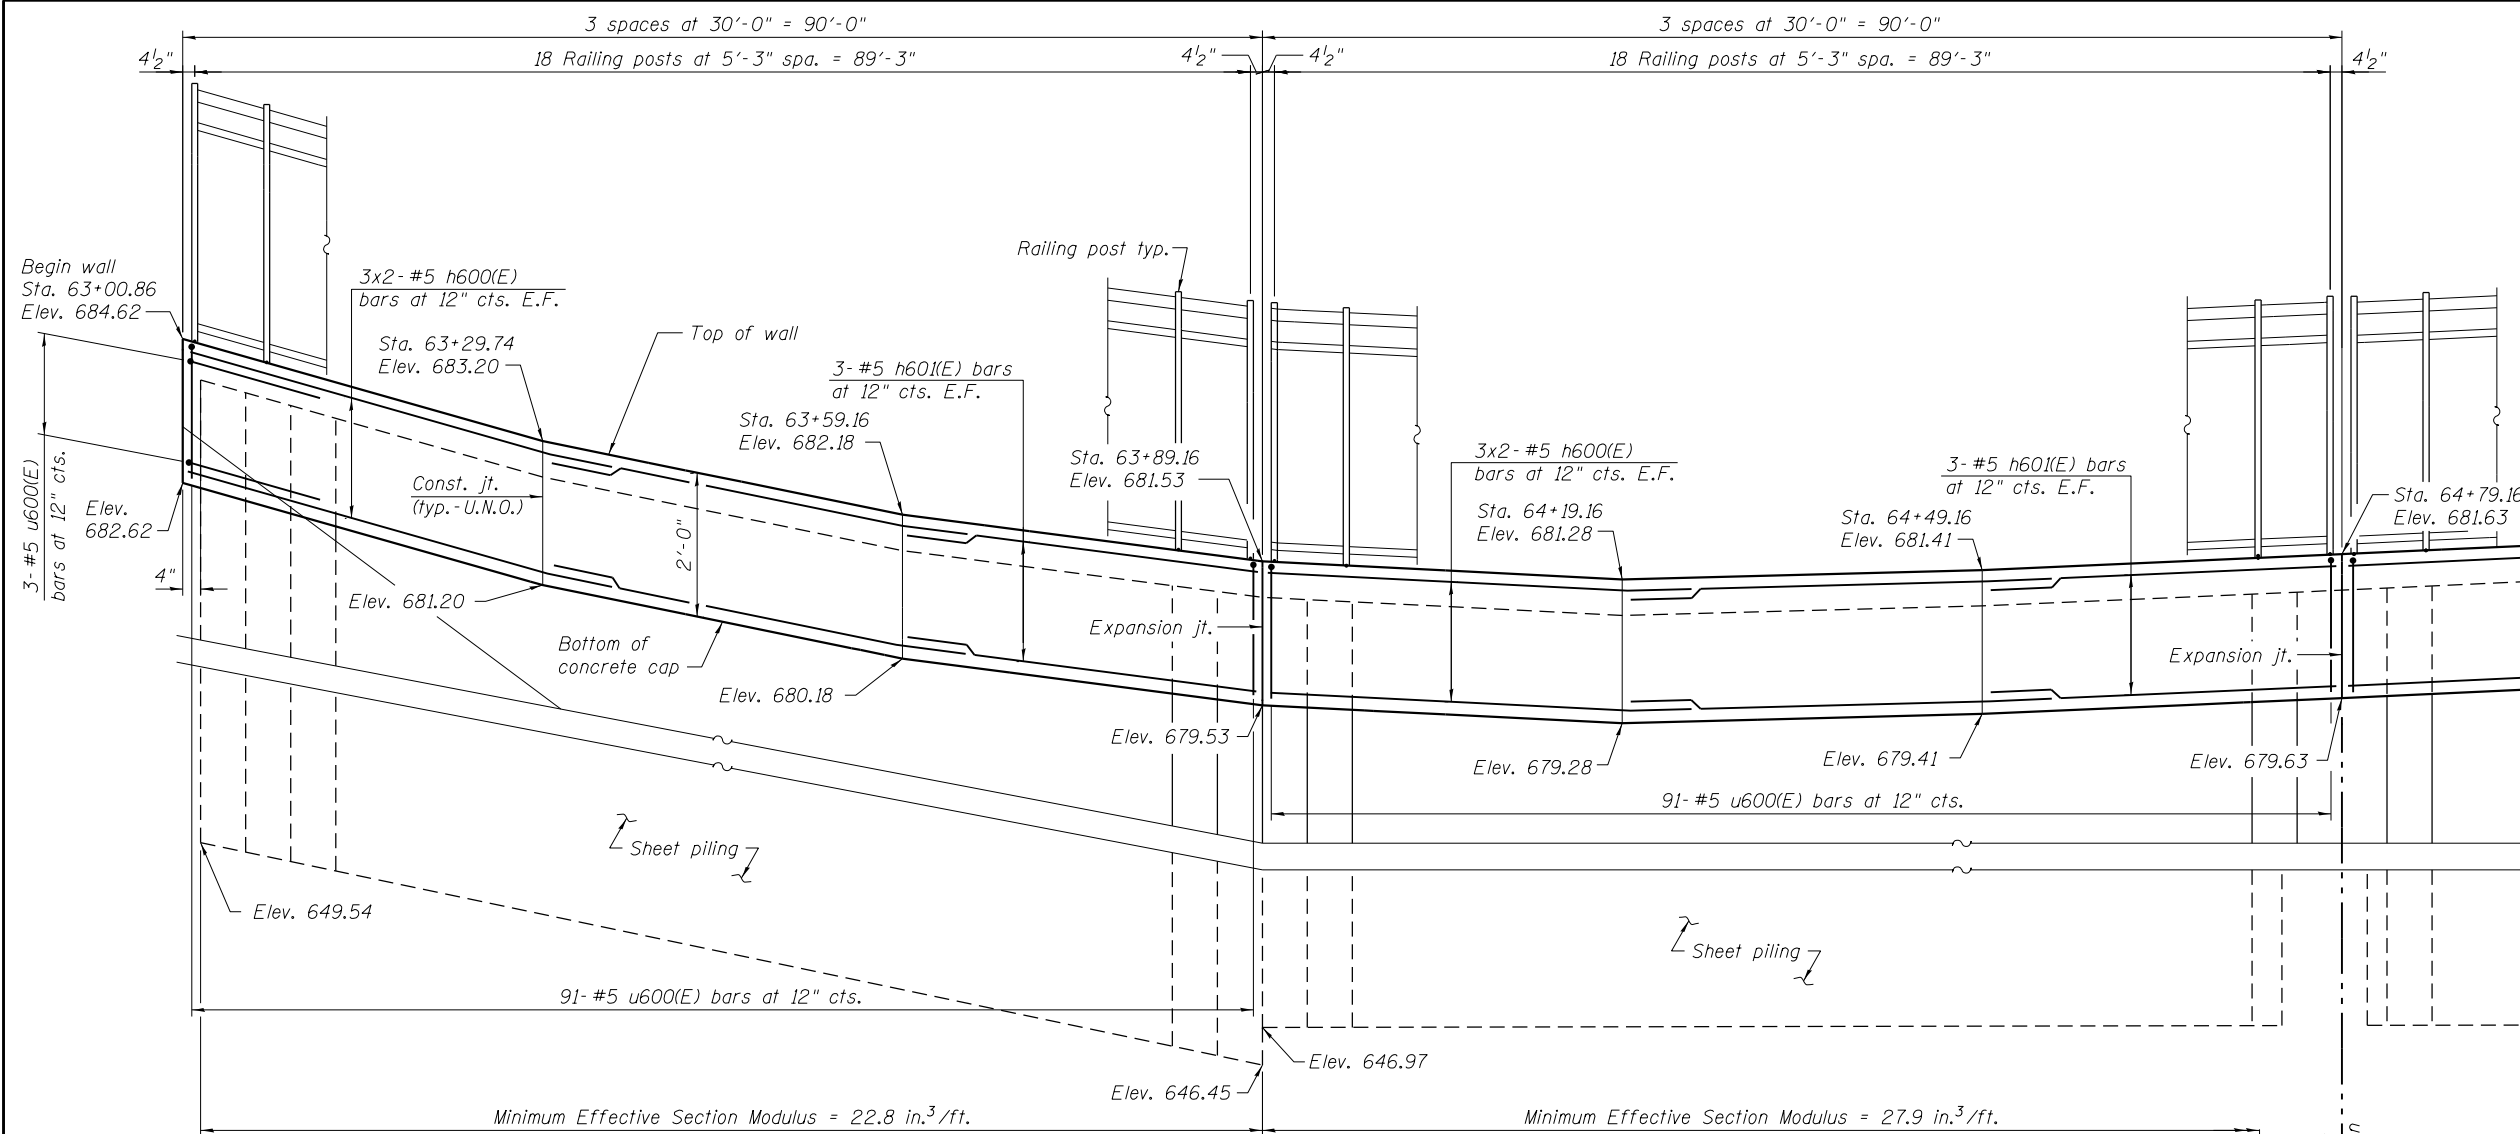 3 spaces at 30'-0" = 90'-0"
3 spaces at 30'-0" = 90'-0"
4½"
18 Railing posts at 5'-3" spa. = 89'-3"
4½"
4½"
18 Railing posts at 5'-3" spa. = 89'-3"
4½"
Railing post typ.
Begin wall
Sta. 63+00.86
Elev. 684.62
3x2-#5 h600(E)
bars at 12" cts. E.F.
Sta. 63+29.74
Elev. 683.20
Top of wall
3-#5 h601(E) bars
at 12" cts. E.F.
Sta. 63+59.16
Elev. 682.18
Sta. 63+89.16
Elev. 681.53
3x2-#5 h600(E)
bars at 12" cts. E.F.
Sta. 64+19.16
Elev. 681.28
3-#5 h601(E) bars
at 12" cts. E.F.
Sta. 64+49.16
Elev. 681.41
Sta. 64+79.16
Elev. 681.63
3-#5 u600(E)
bars at 12" cts.
Elev.
682.62
Const. jt.
(typ.-U.N.O.)
2'-0"
4"
Elev. 681.20
Bottom of
concrete cap
Elev. 680.18
Expansion jt.
Expansion jt.
Elev. 679.53
Elev. 679.28
Elev. 679.41
Elev. 679.63
91-#5 u600(E) bars at 12" cts.
Sheet piling
Elev. 649.54
Sheet piling
91-#5 u600(E) bars at 12" cts.
Elev. 646.97
Elev. 646.45
Minimum Effective Section Modulus = 22.8 in.³/ft.
Minimum Effective Section Modulus = 27.9 in.³/ft.